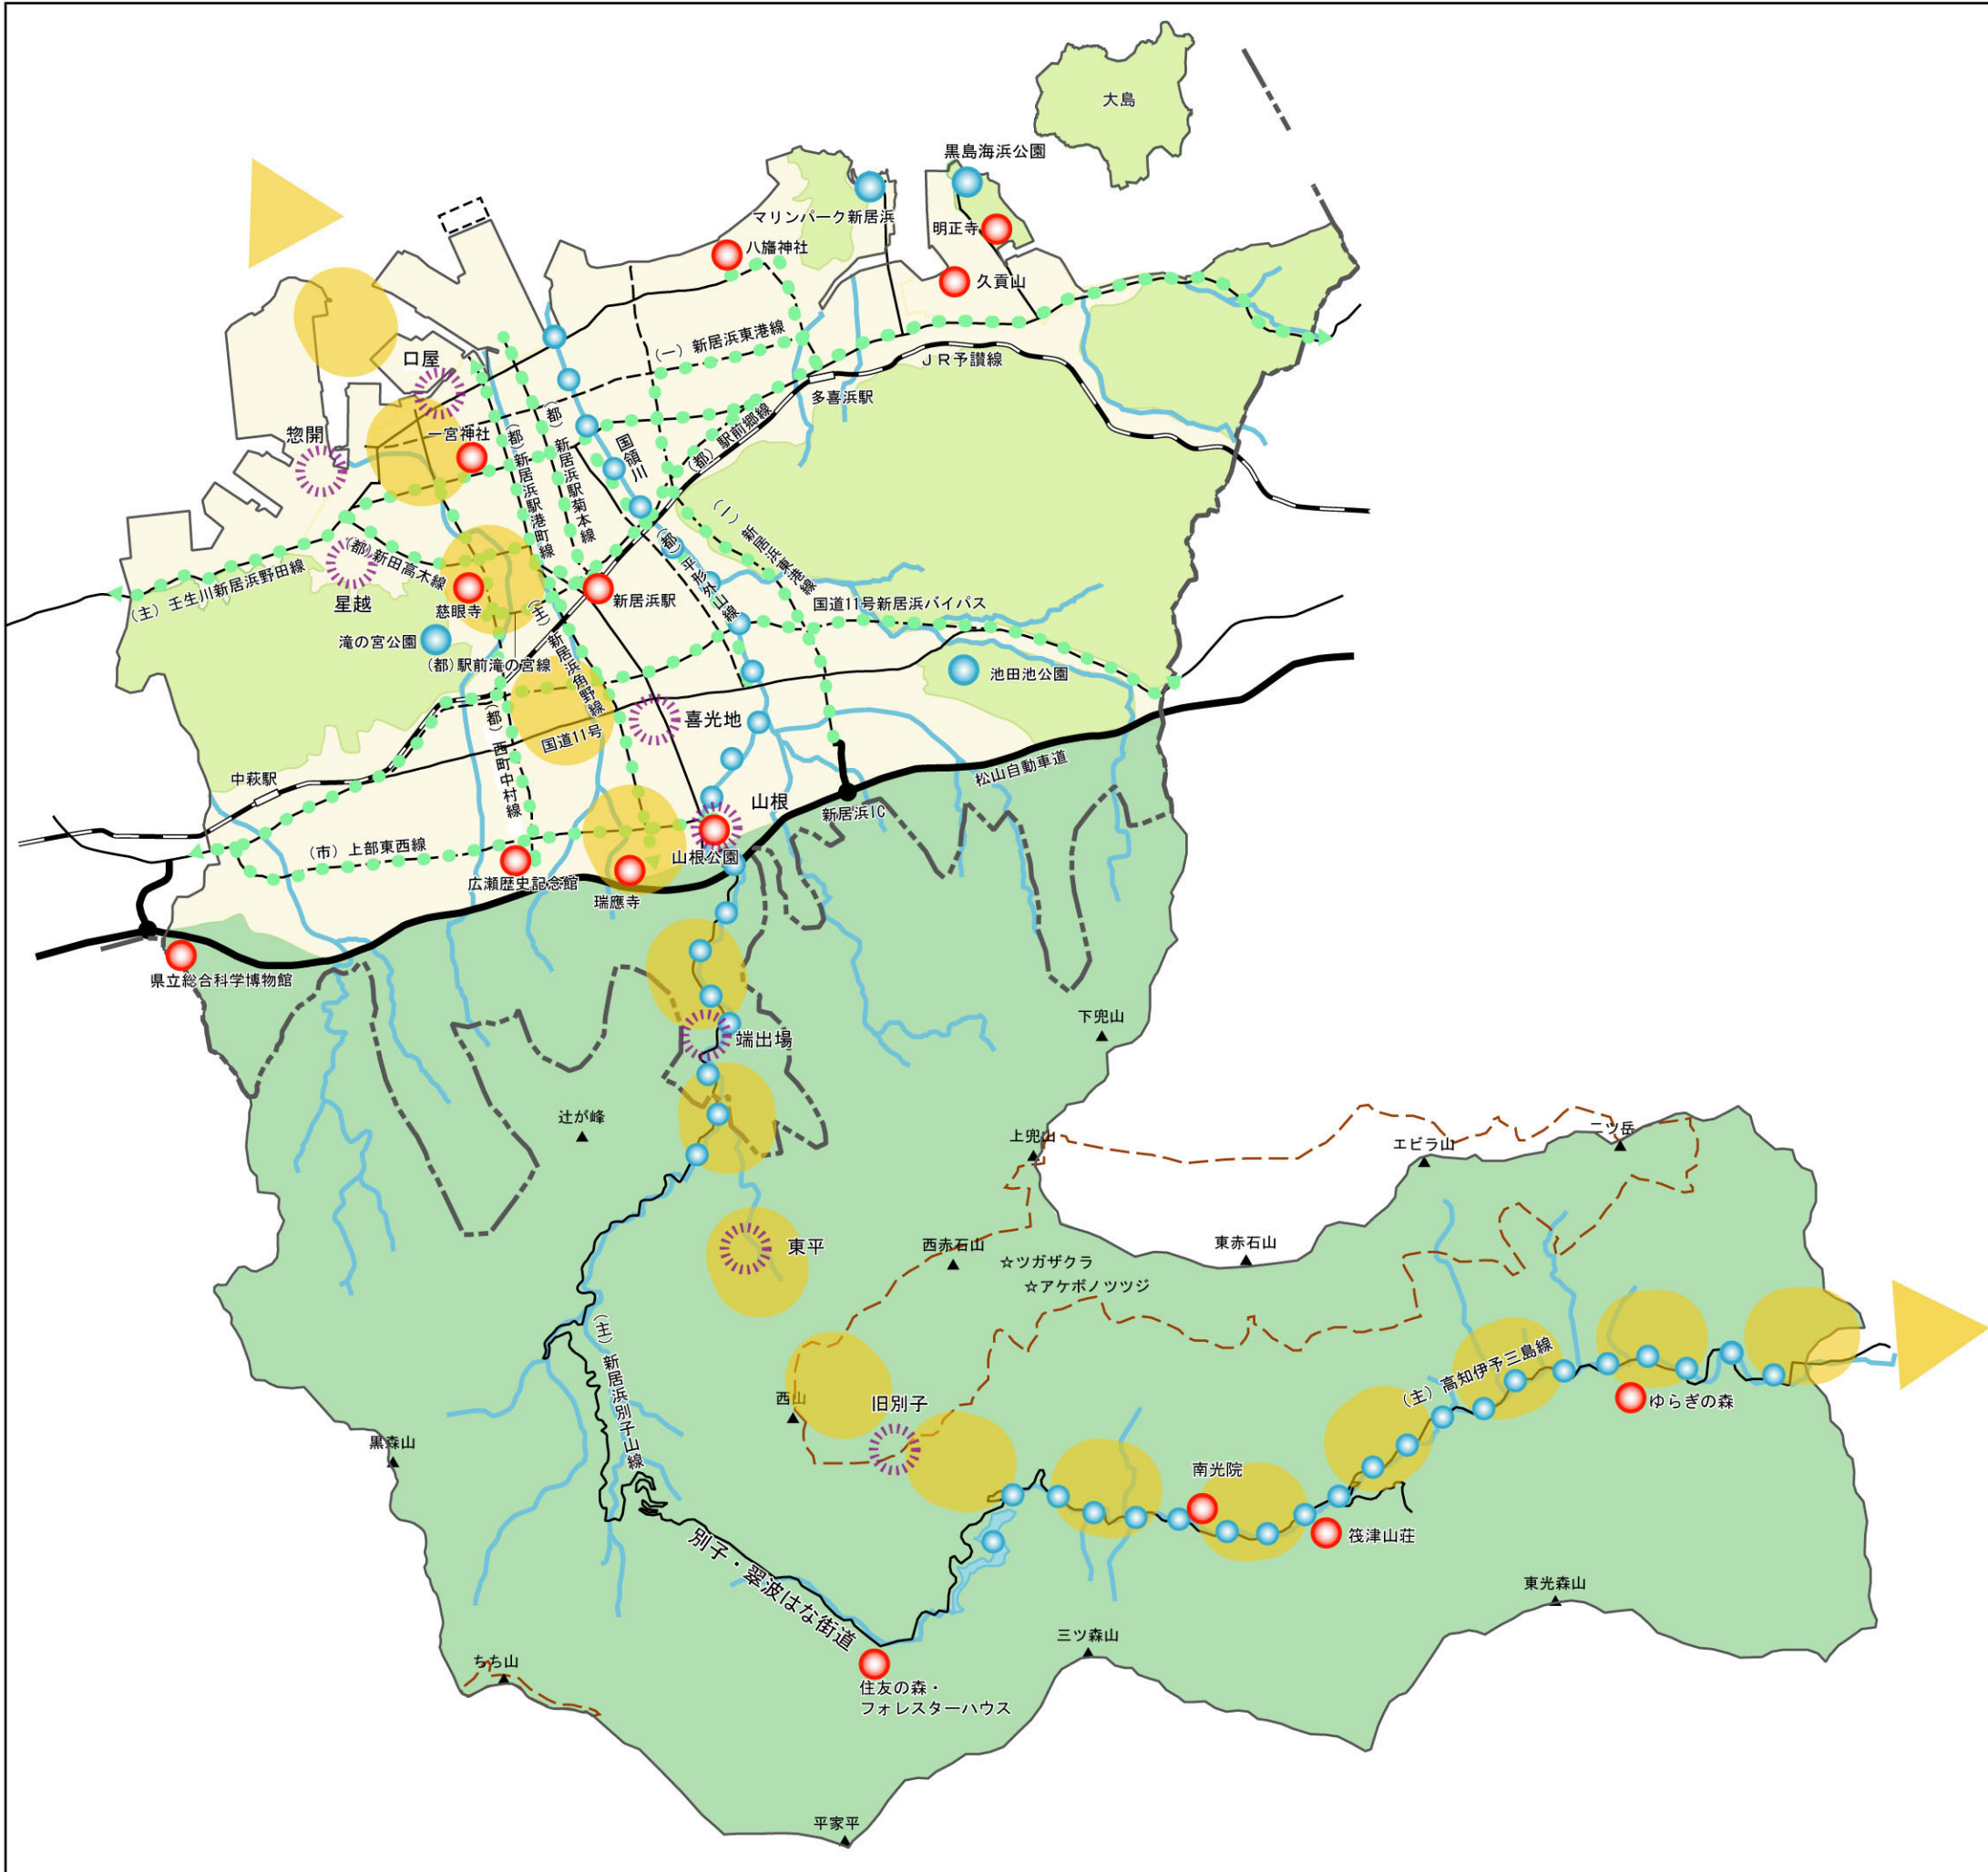 大島
黒島海浜公園
マリンパーク新居浜
明正寺
八旛神社
久貢山
(一)新居浜東港線
JR予讃線
口屋
多喜浜駅
惣開
一宮神社
(都)新居浜駅港町線
(都)新居浜駅菊本線
国領川
(都)駅前郷線
(一)新居浜東港線
(都)平形外山線
(都)新田高木線
(主)壬生川新居浜野田線
星越
慈眼寺
新居浜駅
国道11号新居浜バイパス
滝の宮公園
(都)駅前滝の宮線
(主)新居浜角野線
池田池公園
喜光地
国道11号
(都)西町中村線
中萩駅
松山自動車道
山根
新居浜IC
(市)上部東西線
山根公園
広瀬歴史記念館
瑞應寺
県立総合科学博物館
下兜山
端出場
辻が峰
上兜山
エビラ山
二ツ岳
東平
西赤石山
東赤石山
☆ツガザクラ
☆アケボノツツジ
(主)新居浜別子山線
(主)高知伊予三島線
西山
旧別子
ゆらぎの森
黒森山
南光院
筏津山荘
別子・翠波はな街道
東光森山
三ツ森山
ちち山
住友の森・
フォレスターハウス
平家平